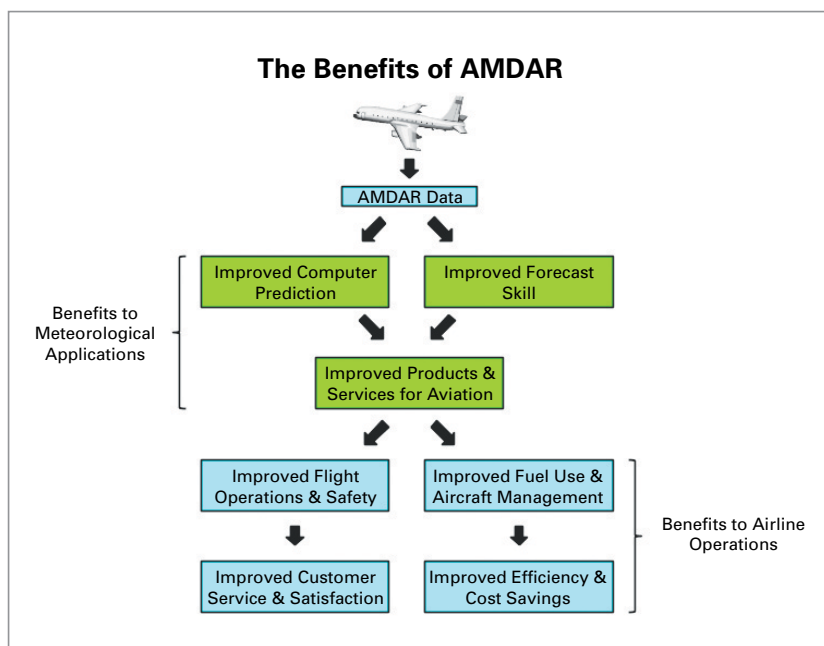 The Benefits of AMDAR
AMDAR Data
Improved Computer
Prediction
Improved Forecast
Skill
Benefits to
Meteorological
Applications
Improved Products &
Services for Aviation
Improved Flight
Operations & Safety
Improved Fuel Use &
Aircraft Management
Benefits to Airline
Operations
Improved Customer
Service & Satisfaction
Improved Efficiency &
Cost Savings